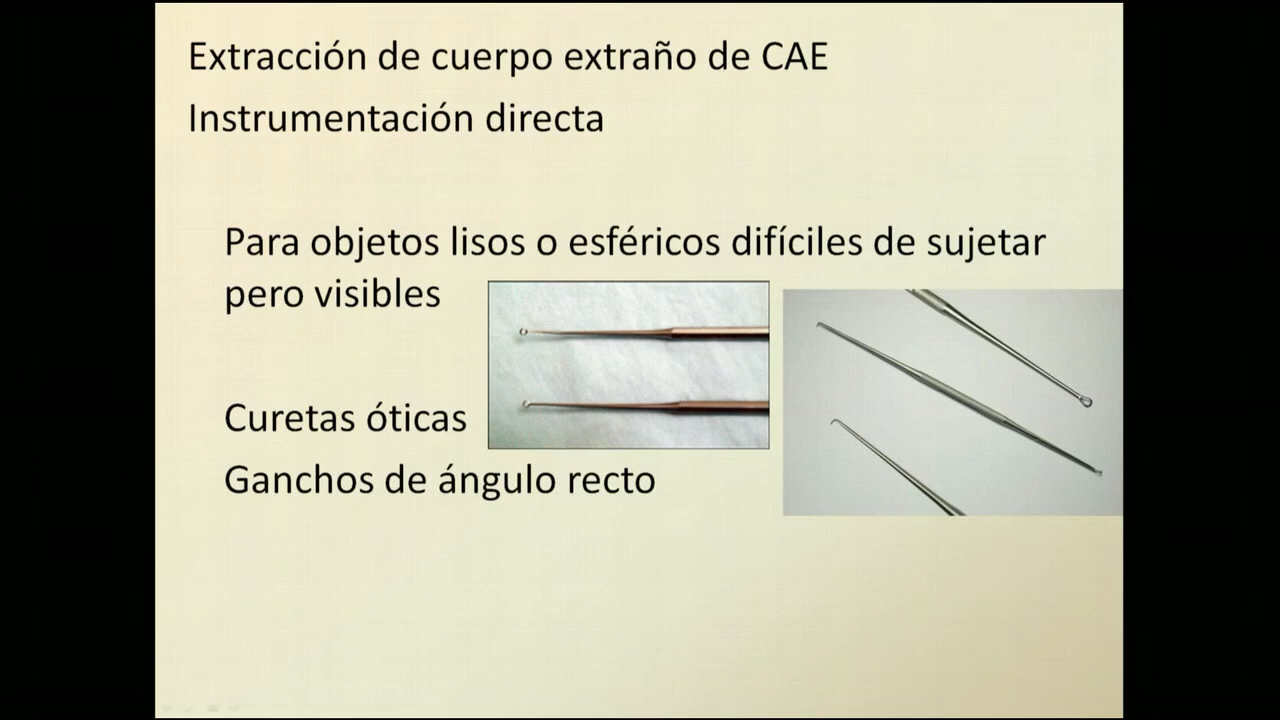 Extracción de cuerpo extraño de CAE
Instrumentación directa
Para objetos lisos o esféricos difíciles de sujetar
pero visibles
Curetas óticas
Ganchos de ángulo recto